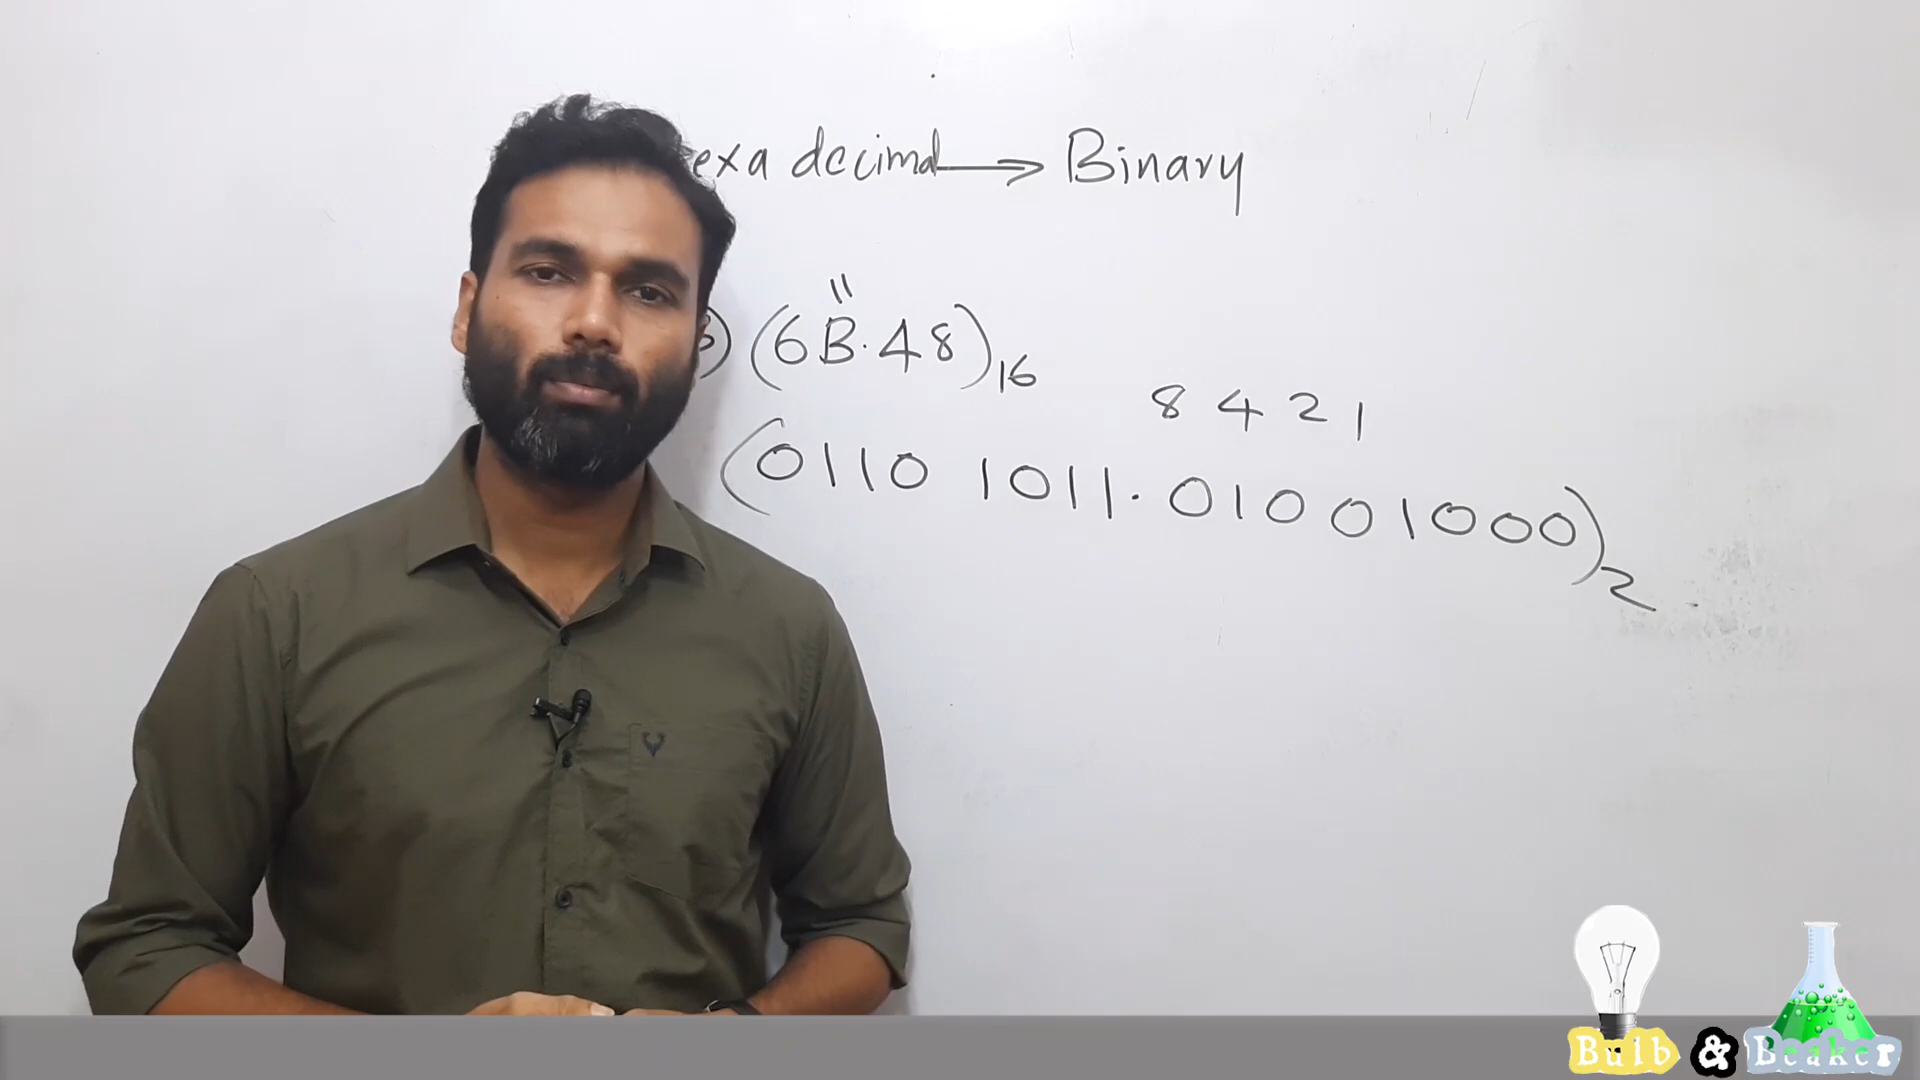 exa decimal → Binary
11
(6B.48)16
8 4 2 1
(0110 1011.01001000)2
Bulb & Beaker